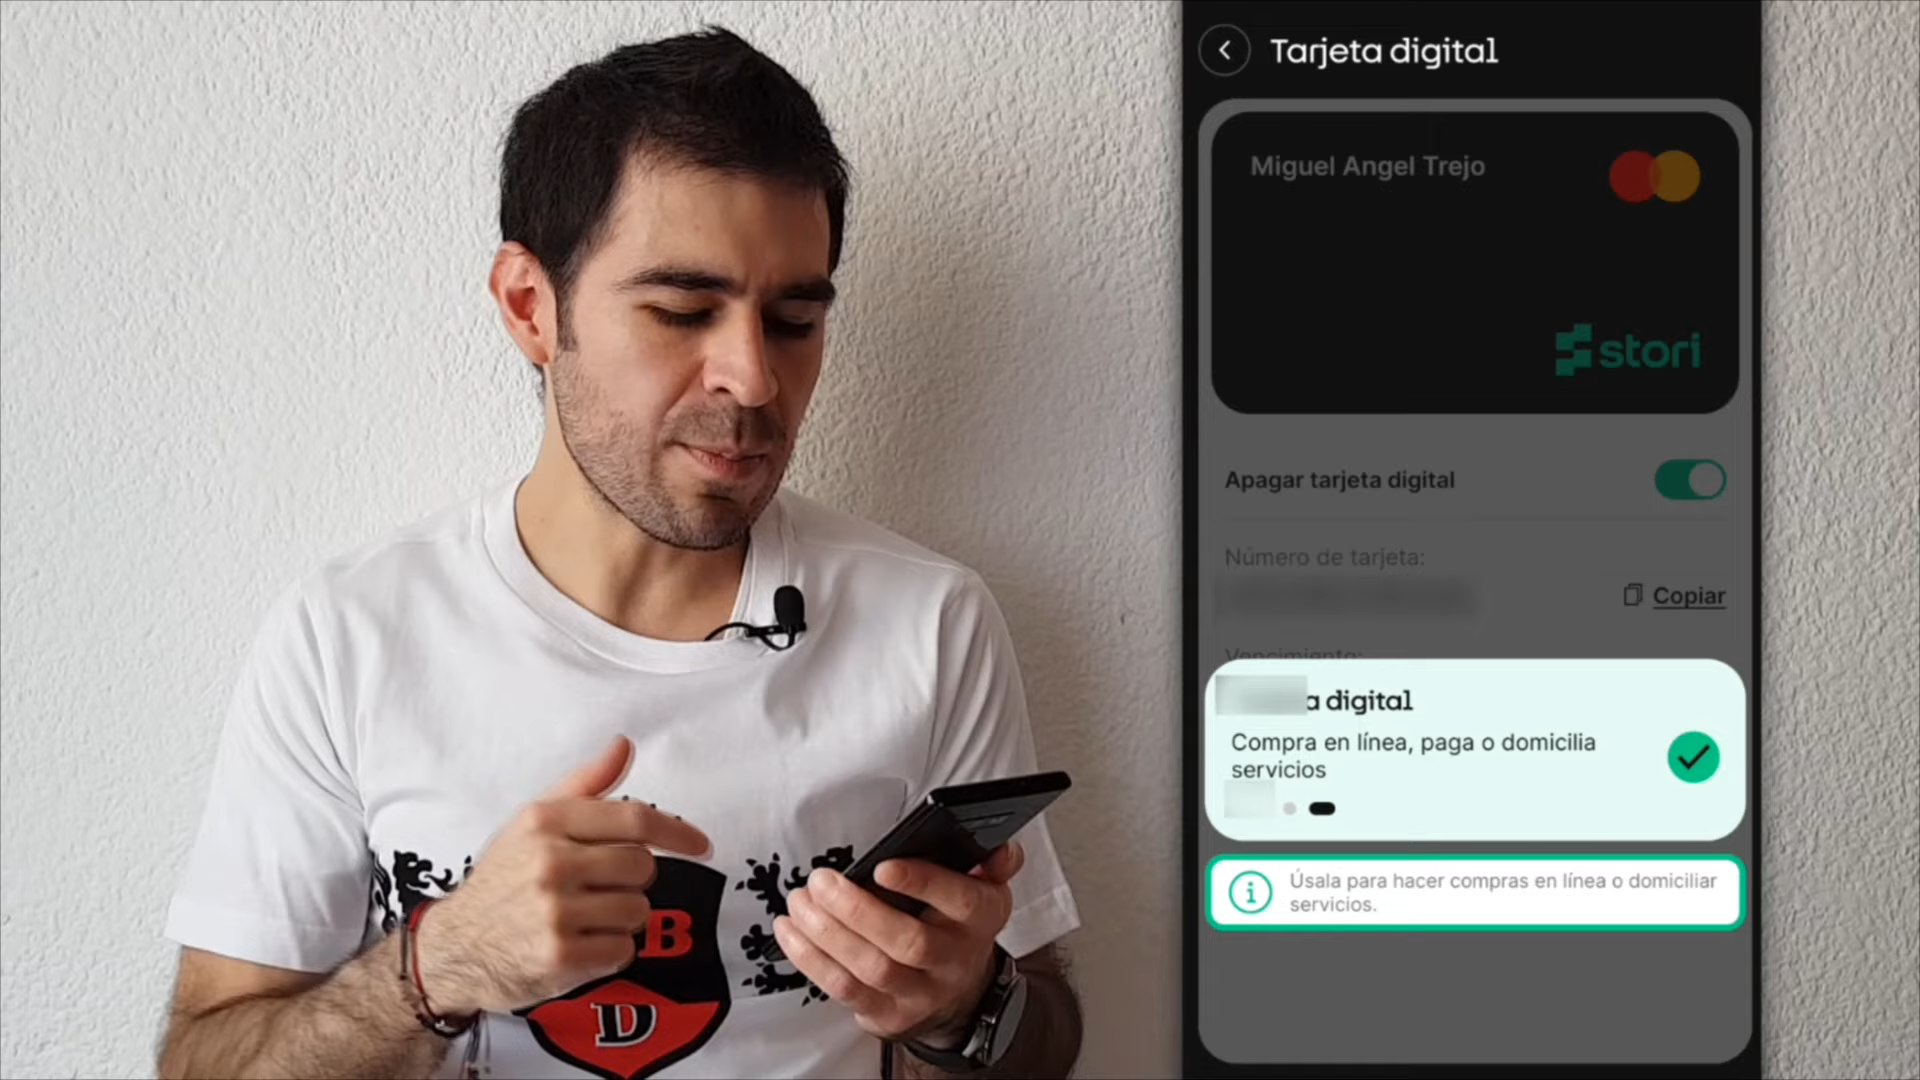 Tarjeta digital
Miguel Angel Trejo
stori
Apagar tarjeta digital
Número de tarjeta:
Copiar
Vencimiento:
a digital
Compra en línea, paga o domicilia
servicios
Úsala para hacer compras en línea o domiciliar
servicios.
B
D